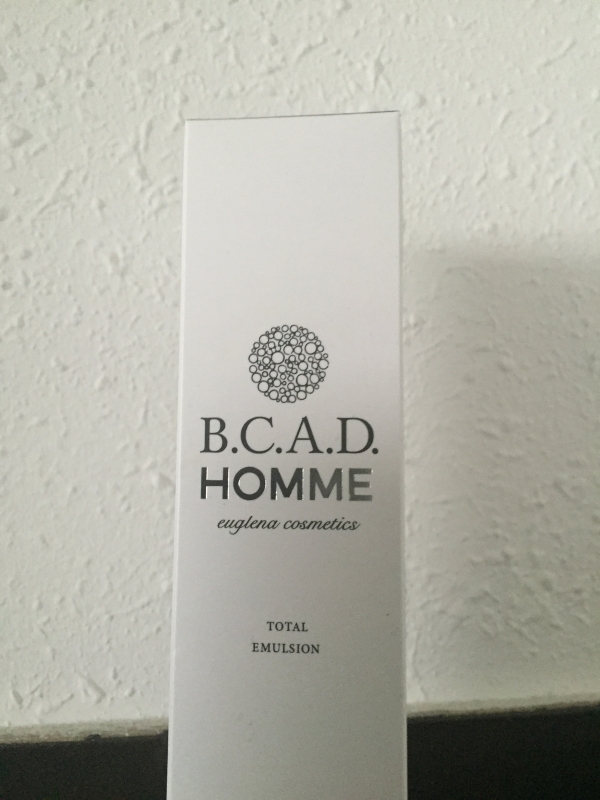 B.C.A.D.
HOMME
euglena cosmetics
TOTAL
EMULSION